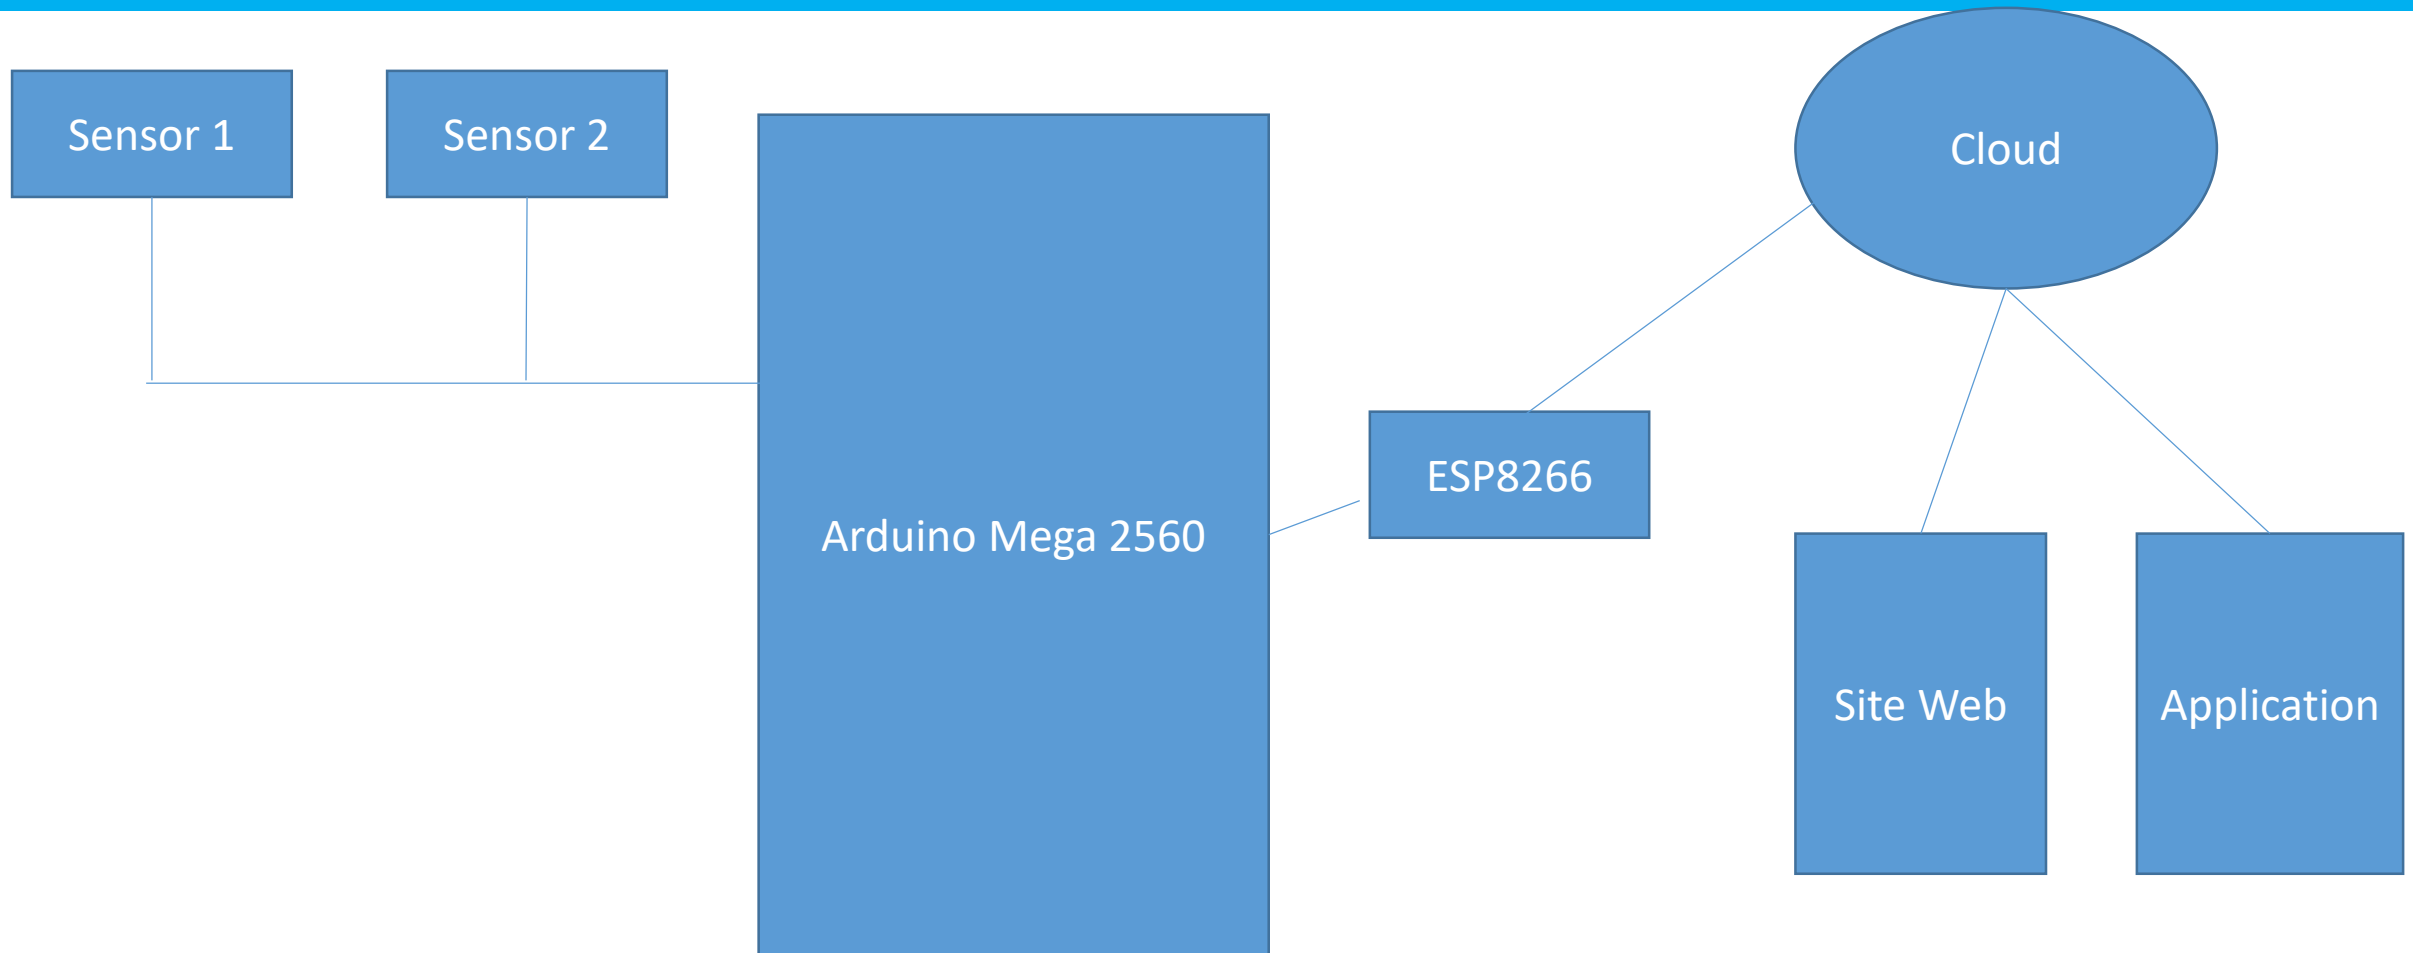 Sensor 1
Sensor 2
Cloud
ESP8266
Arduino Mega 2560
Site Web
Application